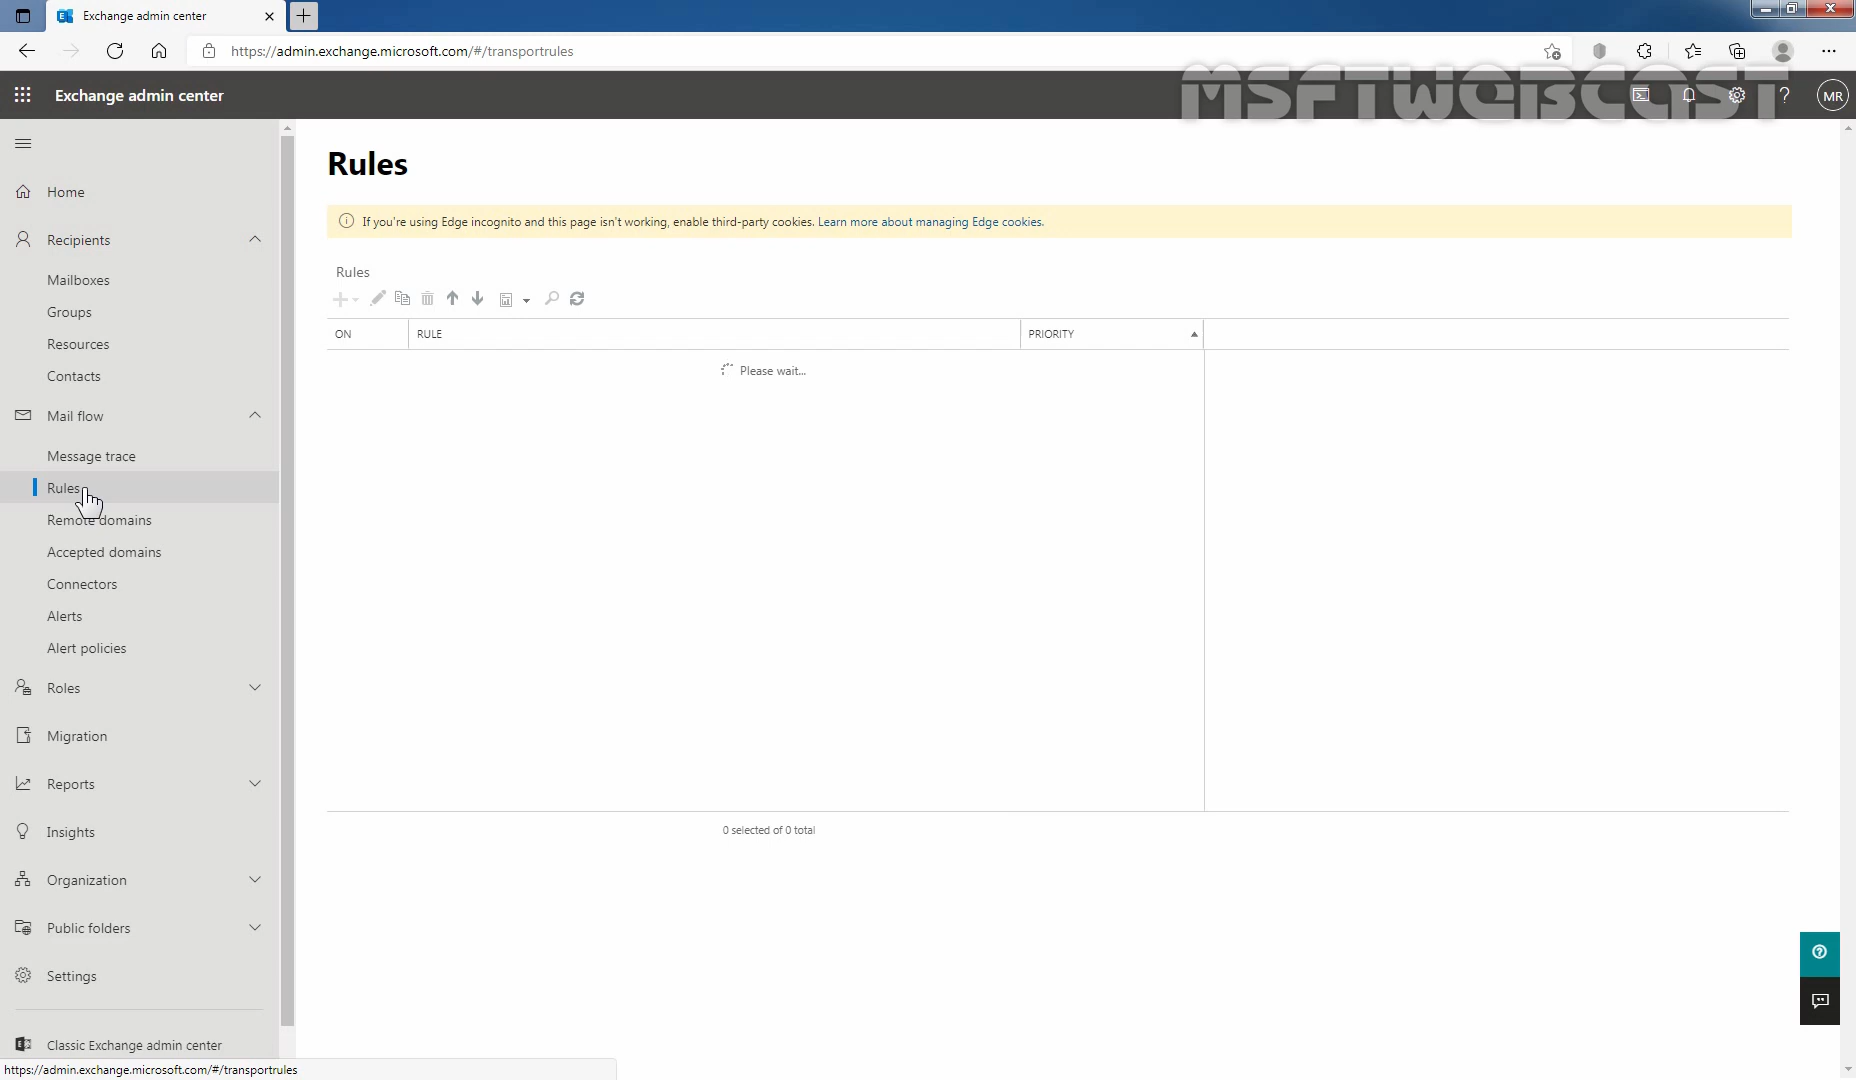 Exchange admin center
https://admin.exchange.microsoft.com/#/transportrules
Exchange admin center
MSFTWEBCAST
MR
Home
Recipients
Mailboxes
Groups
Resources
Contacts
Mail flow
Message trace
Rules
Remote domains
Accepted domains
Connectors
Alerts
Alert policies
Roles
Migration
Reports
Insights
Organization
Public folders
Settings
Classic Exchange admin center
Rules
If you're using Edge incognito and this page isn't working, enable third-party cookies. Learn more about managing Edge cookies.
Rules
ON RULE PRIORITY
Please wait...
0 selected of 0 total
https://admin.exchange.microsoft.com/#/transportrules